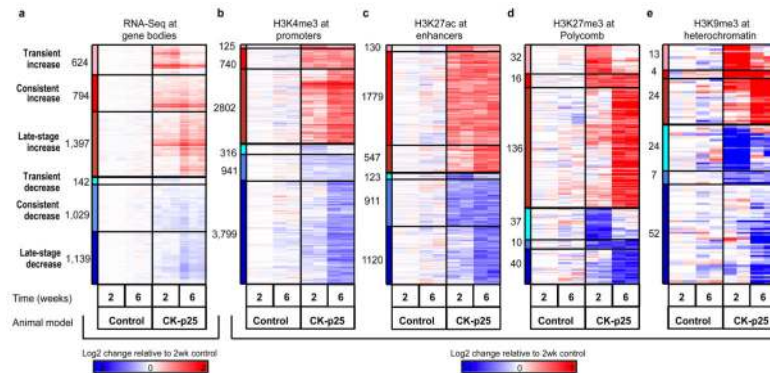 a
RNA-Seq at
gene bodies
b
H3K4me3 at
promoters
c
H3K27ac at
enhancers
d
H3K27me3 at
Polycomb
e
H3K9me3 at
heterochromatin
Transient
increase
624
Consistent
increase
794
Late-stage
increase
1,397
Transient
decrease
142
Consistent
decrease
1,029
Late-stage
decrease
1,139
125
740
2802
316
941
3,799
130
1779
547
123
911
1120
32
16
136
37
10
40
13
4
24
24
7
52
Time (weeks)
2 6 2 6
2 6 2 6
2 6 2 6
2 6 2 6
2 6 2 6
Animal model
Control CK-p25
Control CK-p25
Control CK-p25
Control CK-p25
Control CK-p25
Log2 change relative to 2wk control
0
Log2 change relative to 2wk control
0